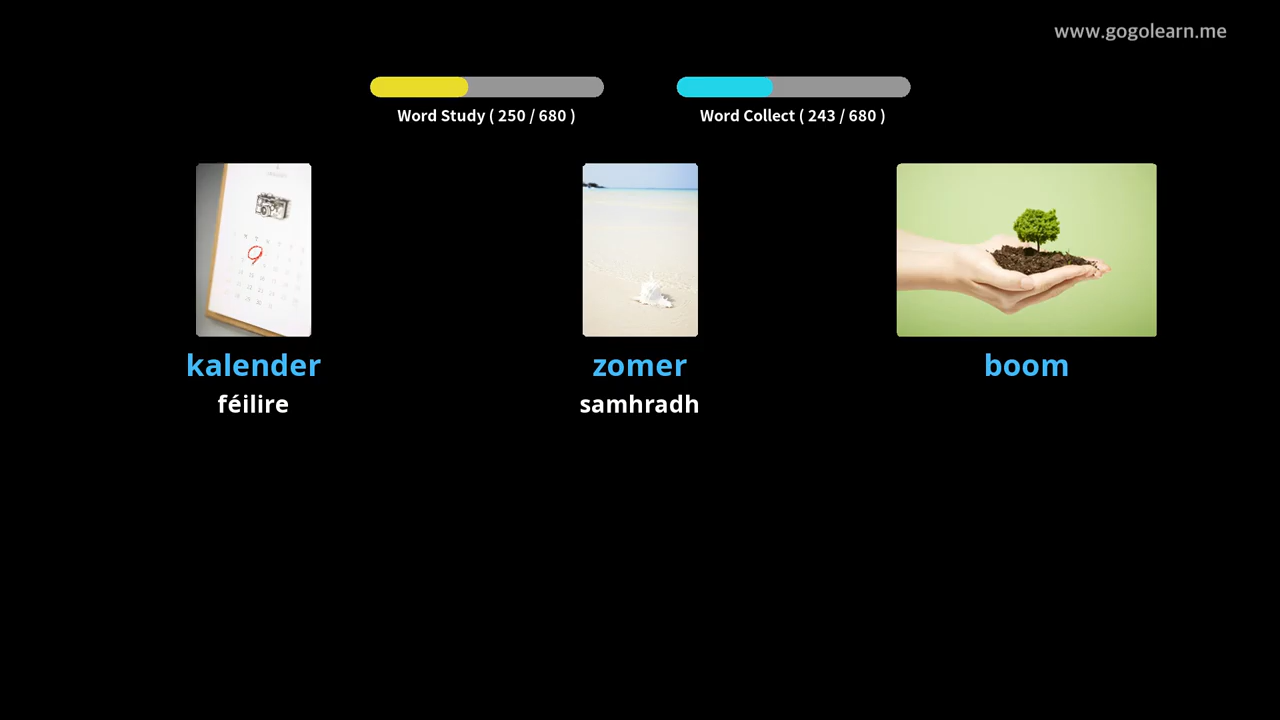 www.gogolearn.me
Word Study ( 250 / 680 )
Word Collect ( 243 / 680 )
kalender
zomer
boom
féilire
samhradh